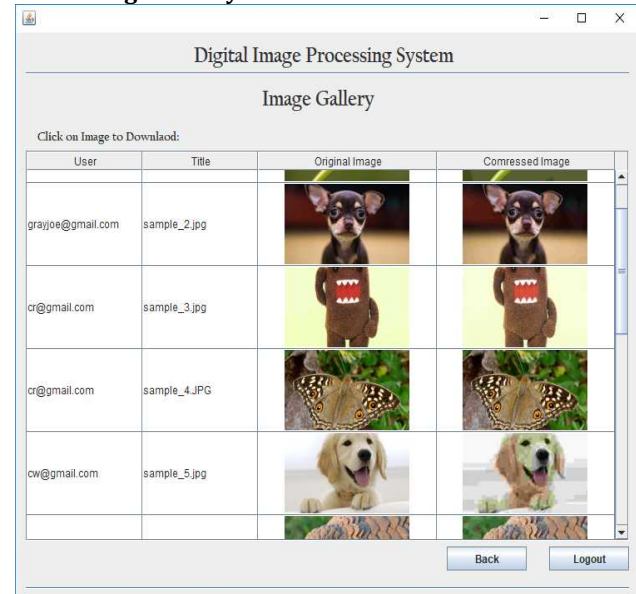 Digital Image Processing System
Image Gallery
Click on Image to Downlaod:
User Title Original Image Comressed Image
grayjoe@gmail.com sample_2.jpg
cr@gmail.com sample_3.jpg
cr@gmail.com sample_4.JPG
cw@gmail.com sample_5.jpg
Back Logout